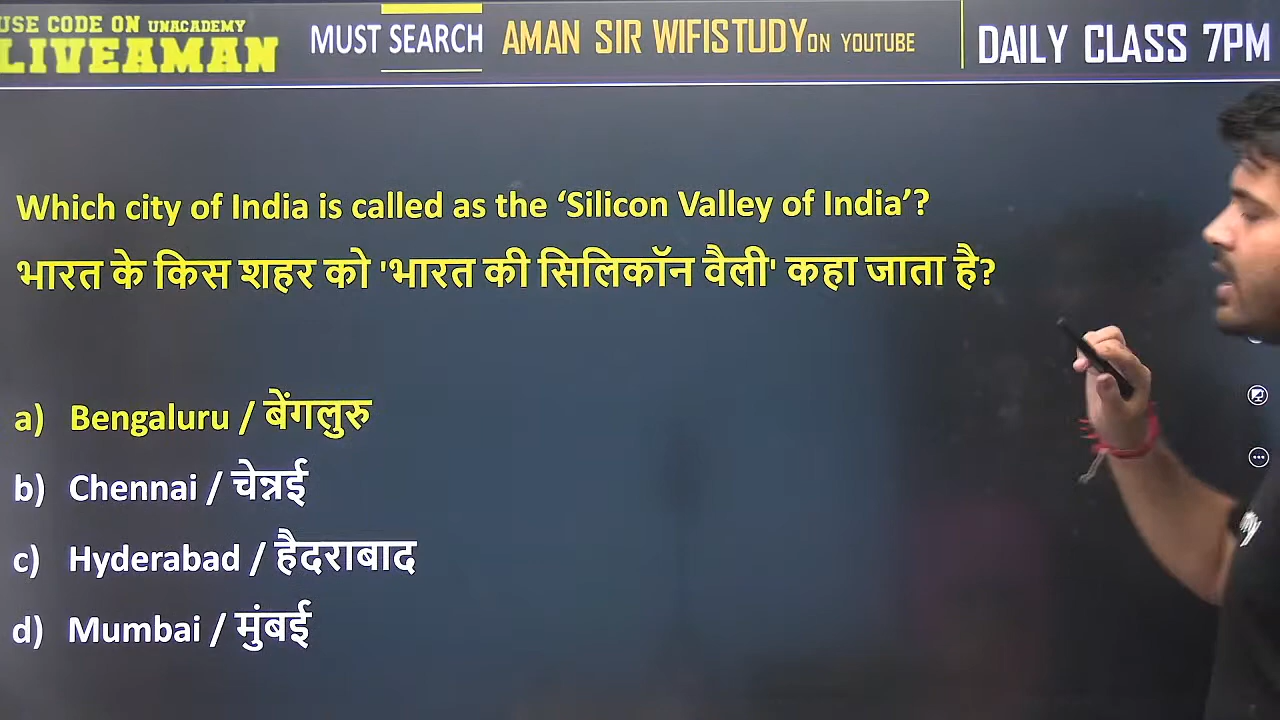 USE CODE ON UNACADEMY
LIVEAMAN
MUST SEARCH
AMAN SIR WIFISTUDY ON YOUTUBE
DAILY CLASS 7PM
Which city of India is called as the ‘Silicon Valley of India’?
भारत के किस शहर को 'भारत की सिलिकॉन वैली' कहा जाता है?
a) Bengaluru / बेंगलुरु
b) Chennai / चेन्नई
c) Hyderabad / हैदराबाद
d) Mumbai / मुंबई